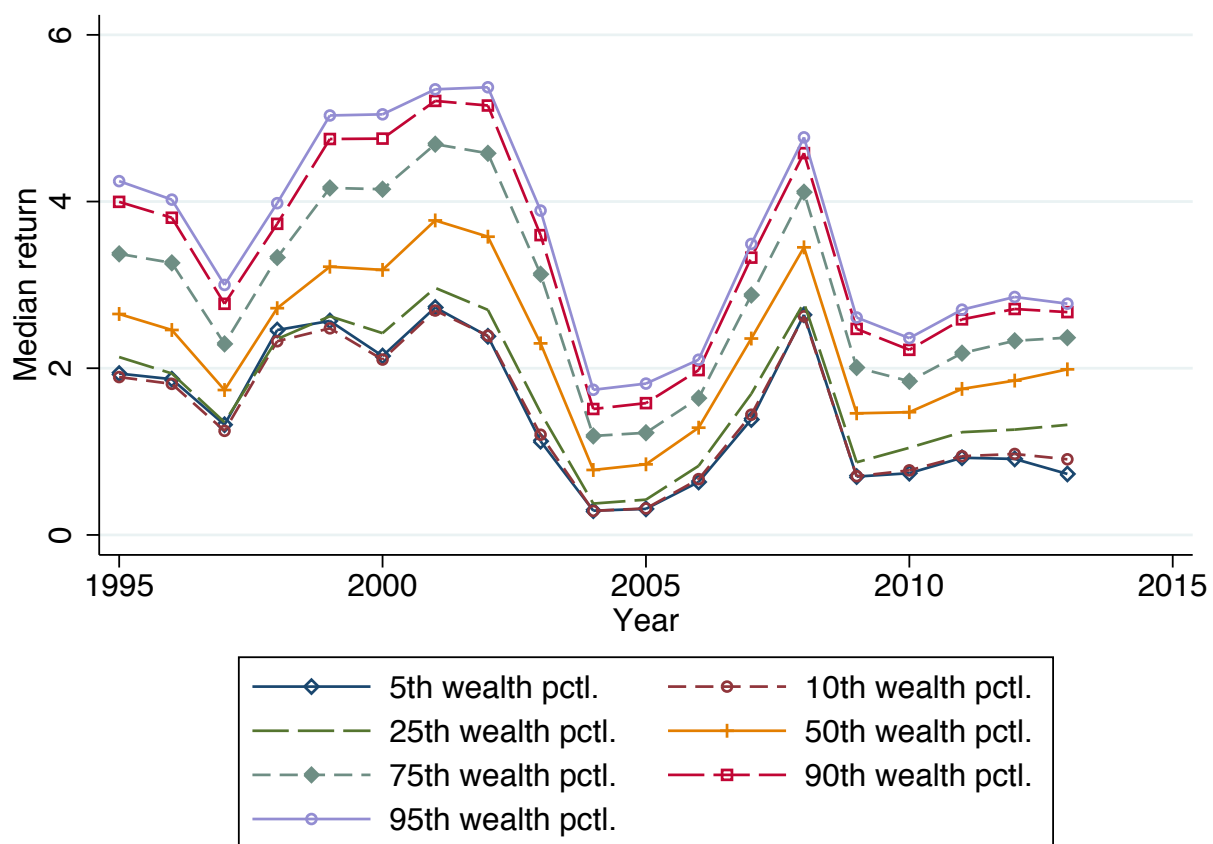 6
4
2
0
Median return
1995 2000 2005 2010 2015
Year
5th wealth pctl. 10th wealth pctl.
25th wealth pctl. 50th wealth pctl.
75th wealth pctl. 90th wealth pctl.
95th wealth pctl.